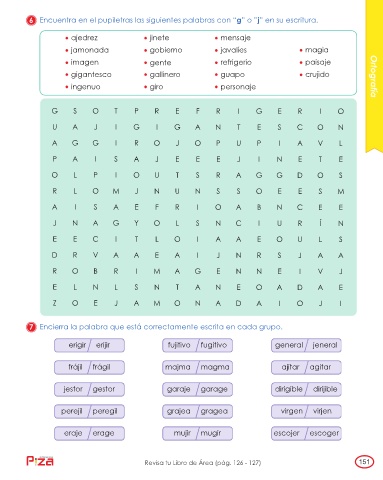 6 Encuentra en el pupiletras las siguientes palabras con "g" o "j" en su escritura.
• ajedrez • jinete • mensaje
• jamonada • gobierno • javalíes • magia
• imagen • gente • refrigerio • paisaje
• gigantesco • gallinero • guapo • crujido
• ingenuo • giro • personaje
Ortografía
G S O T P R E F R I G E R I O
U A J I G I G A N T E S C O N
A G G I R O J O P U P I A V L
P A I S A J E E E J I N E T E
O L P I O U T S R A G G D O S
R L O M J N U N S S O E E S M
A I S A E F R I O A B N C E E
J N A G Y O L S N C I U R Í N
E E C I T L O I A A E O U L S
D R V A A E A I J N R S J A A
R O B R I M A G E N N E I V J
E L N L S N T A N E O A D A E
Z O E J A M O N A D A I O J I
7 Encierra la palabra que está correctamente escrita en cada grupo.
erigir / erijir fujitivo / fugitivo general / jeneral
frájil / frágil majma / magma ajitar / agitar
jestor / gestor garaje / garage dirigible / dirijible
perejil / peregil grajea / gragea virgen / virjen
eraje / erage mujir / mugir escojer / escoger
Piza
Revisa tu Libro de Área (pág. 126 - 127)
151